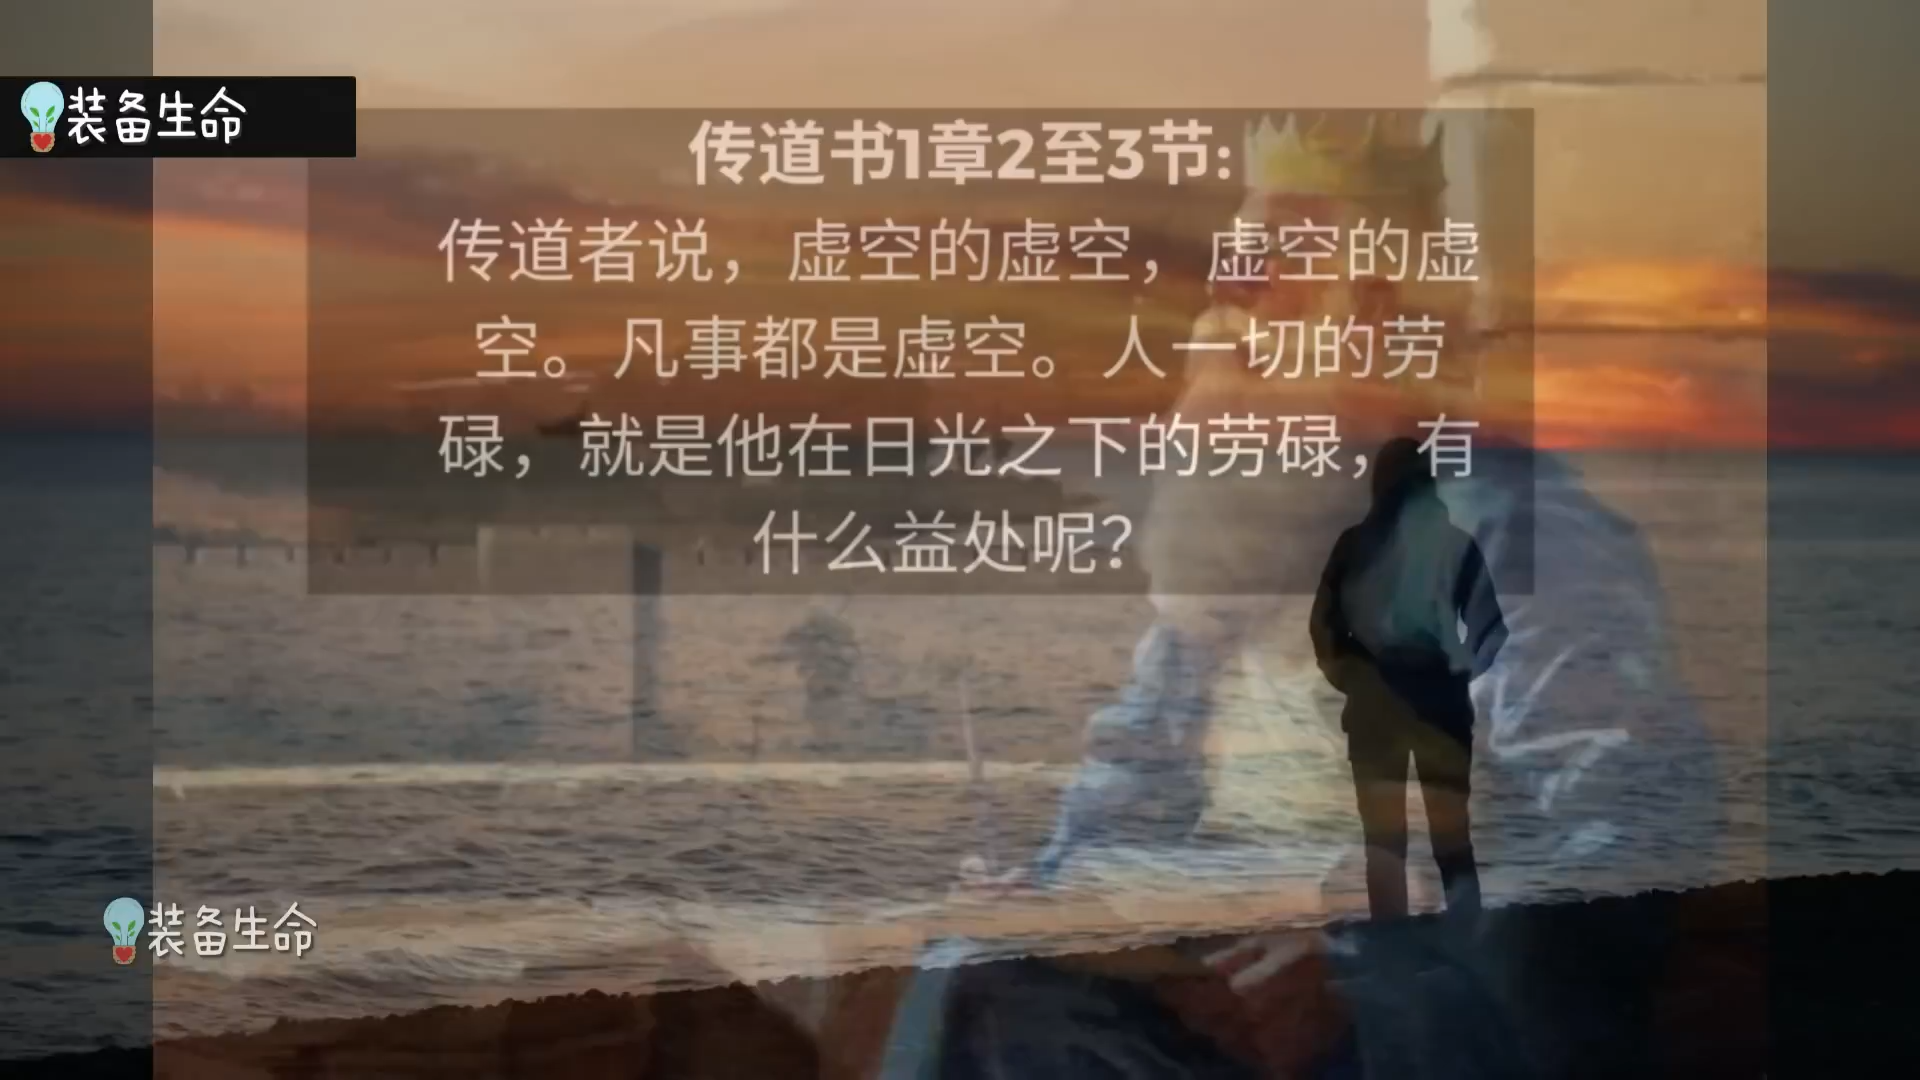 装备生命
传道书1章2至3节:
传道者说，虚空的虚空，虚空的虚
空。凡事都是虚空。人一切的劳
碌，就是他在日光之下的劳碌，有
什么益处呢？
装备生命